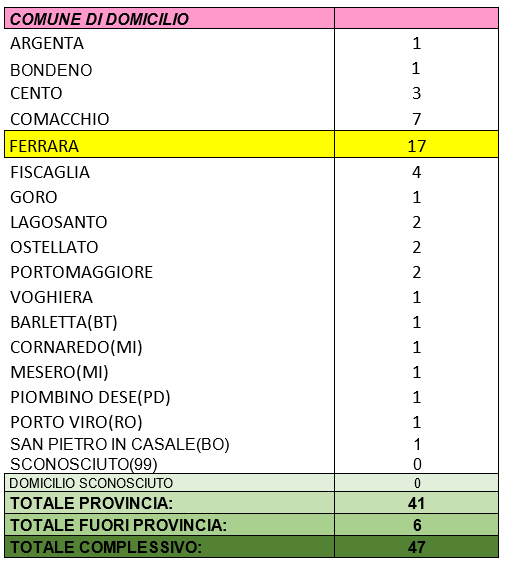 COMUNE DI DOMICILIO
ARGENTA 1
BONDENO 1
CENTO 3
COMACCHIO 7
FERRARA 17
FISCAGLIA 4
GORO 1
LAGOSANTO 2
OSTELLATO 2
PORTOMAGGIORE 2
VOGHIERA 1
BARLETTA(BT) 1
CORNAREDO(MI) 1
MESERO(MI) 1
PIOMBINO DESE(PD) 1
PORTO VIRO(RO) 1
SAN PIETRO IN CASALE(BO) 1
SCONOSCIUTO(99) 0
DOMICILIO SCONOSCIUTO 0
TOTALE PROVINCIA: 41
TOTALE FUORI PROVINCIA: 6
TOTALE COMPLESSIVO: 47